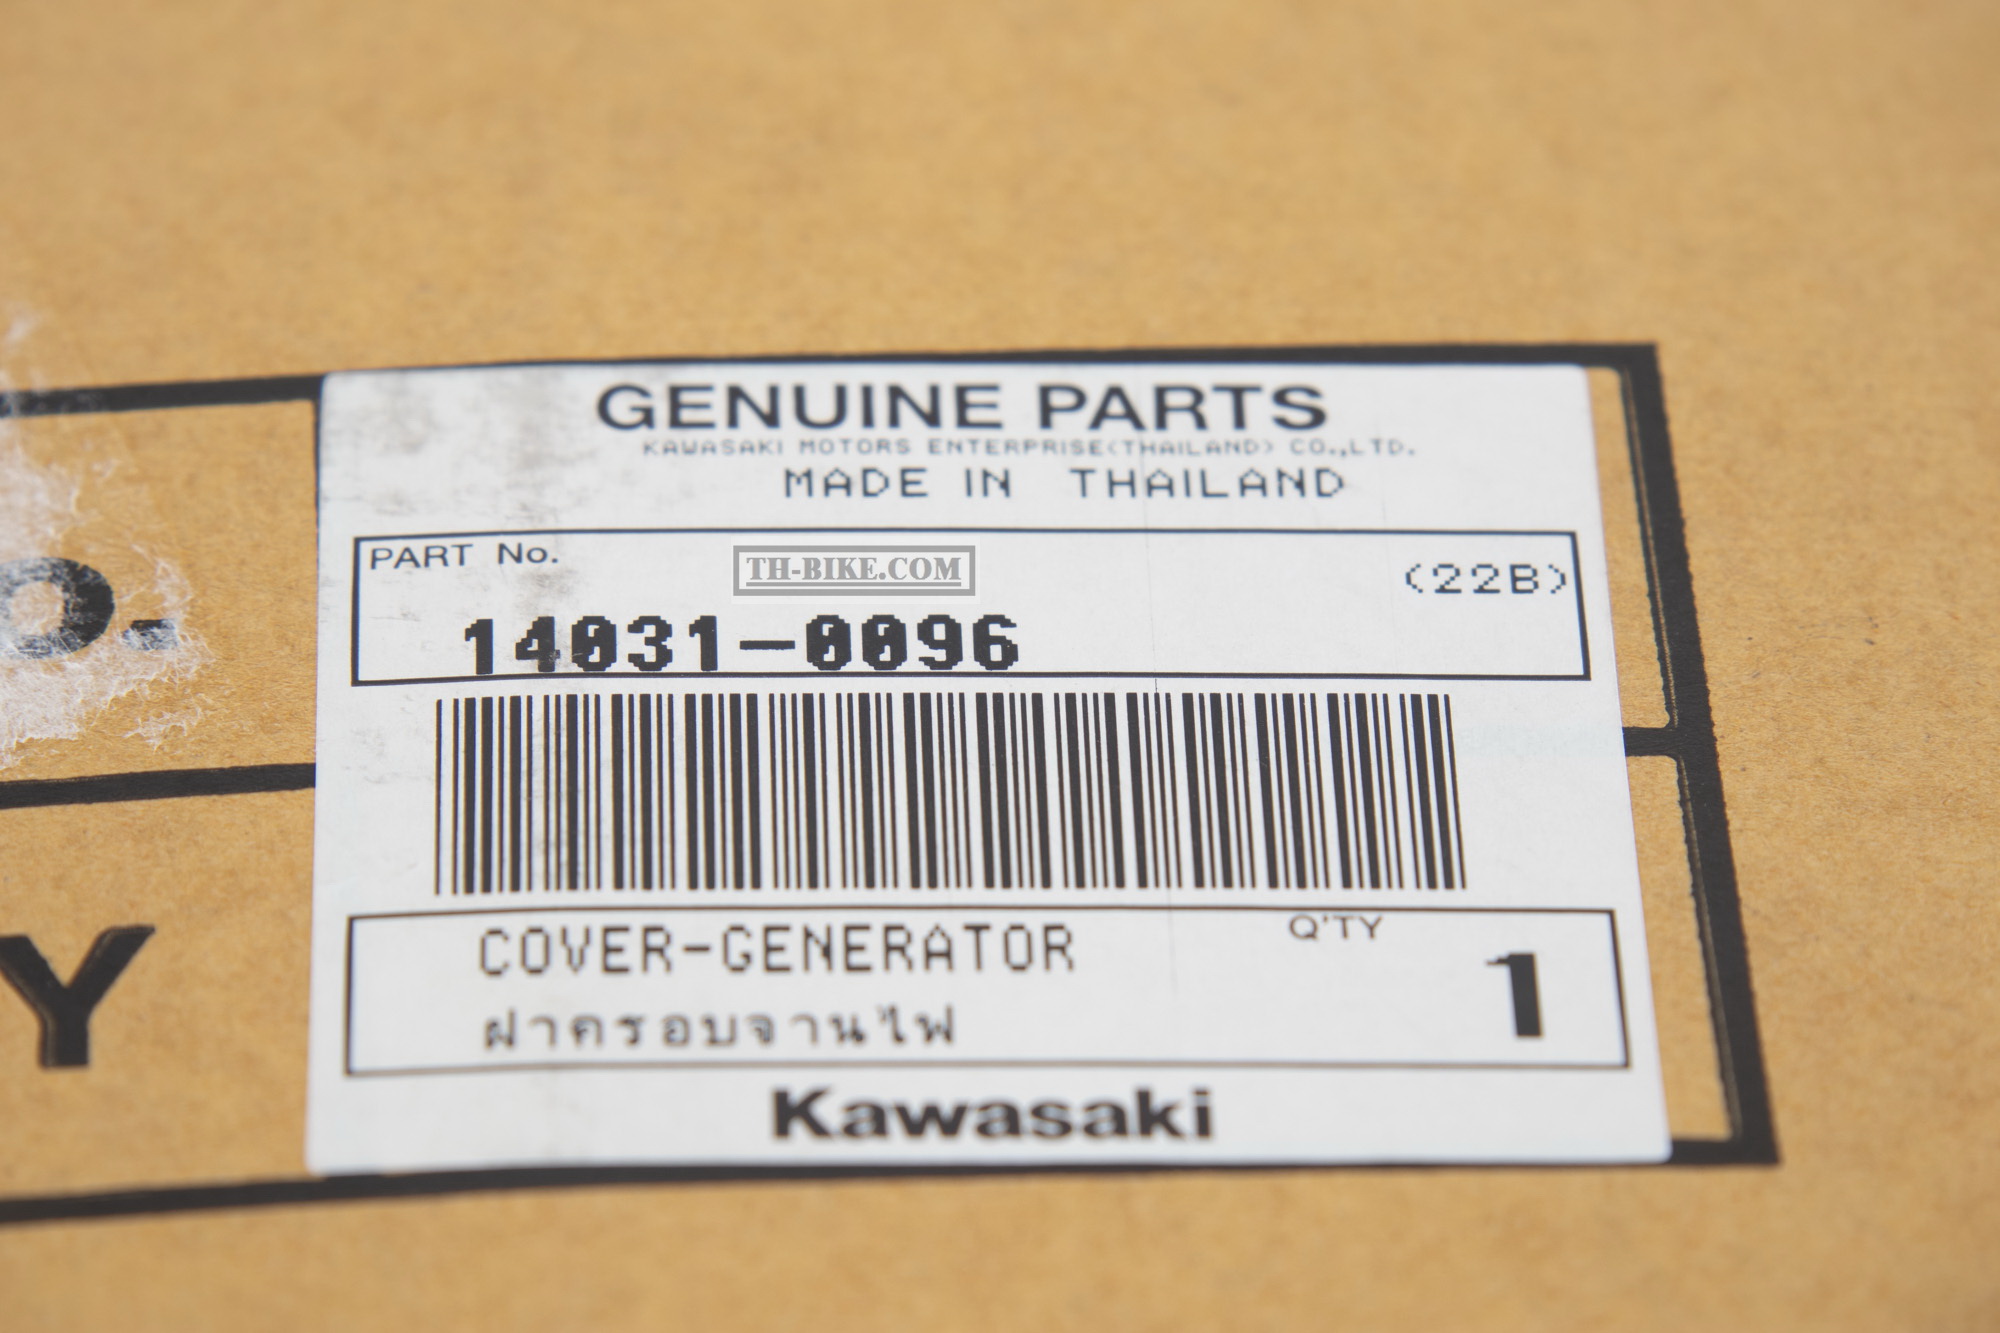 GENUINE PARTS
KAWASAKI MOTORS ENTERPRISE(THAILAND) CO.,LTD.
MADE IN THAILAND
PART No.
TH-BIKE.COM
(22B)
14031-0096
COVER-GENERATOR
Q'TY
ฝาครอบจานไฟ
1
Kawasaki
O.
Y